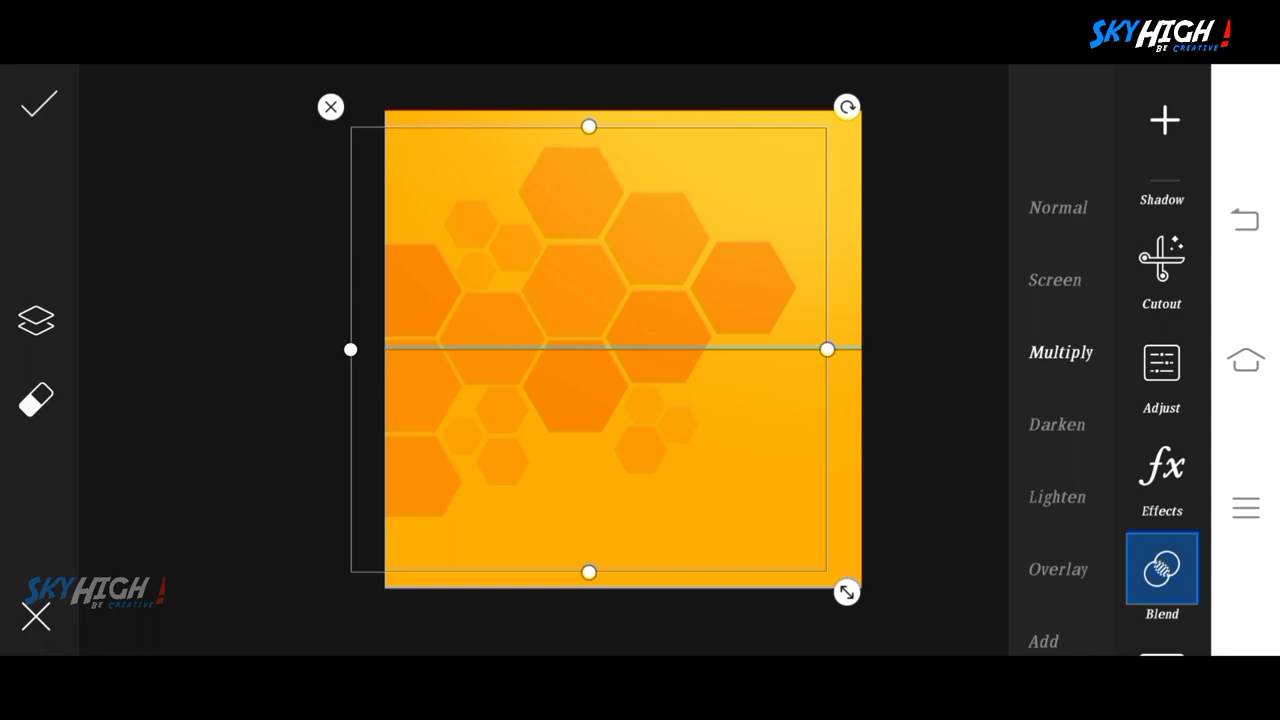 SKYHIGH!
BE CREATIVE
Normal
Screen
Multiply
Darken
Lighten
Overlay
Add
Shadow
Cutout
Adjust
fx
Effects
Blend
SKYHIGH!
BE CREATIVE